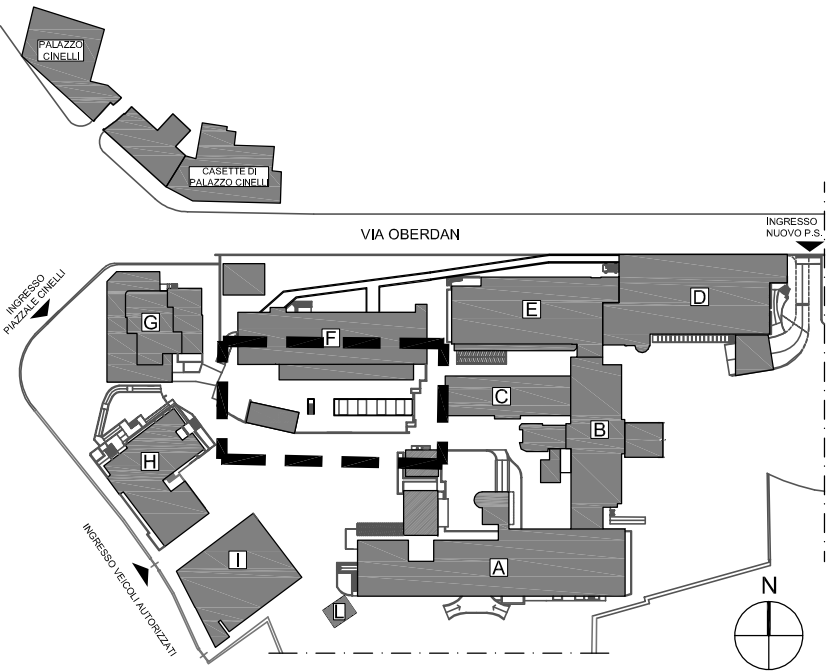 PALAZZO
CINELLI
CASETTE DI
PALAZZO CINELLI
VIA OBERDAN
INGRESSO
NUOVO P.S.
INGRESSO
PIAZZALE CINELLI
G
F
E
D
C
B
H
I
A
L
INGRESSO VEICOLI AUTORIZZATI
N